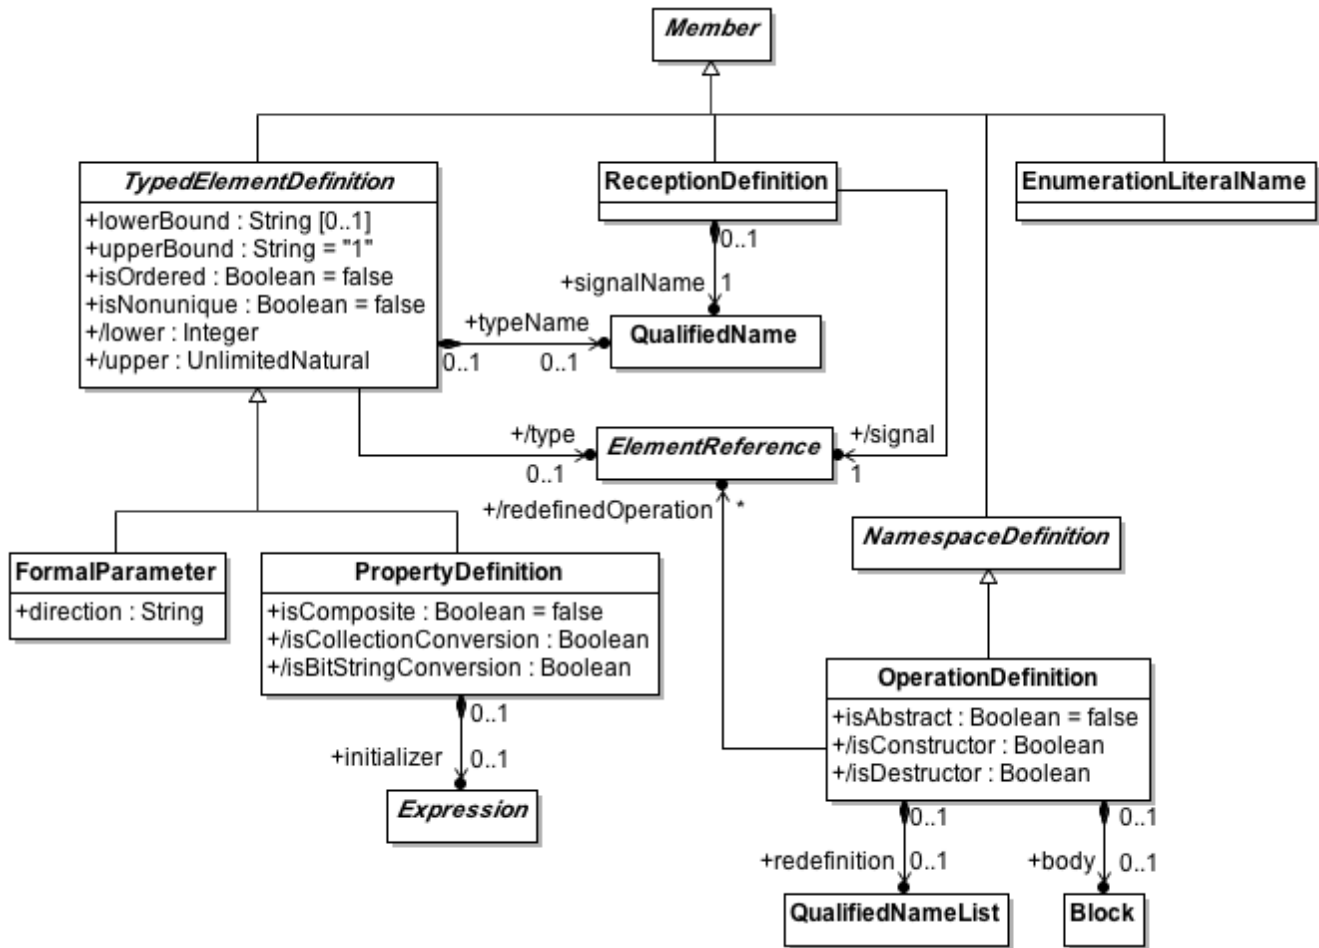 Member
TypedElementDefinition
+lowerBound : String [0..1]
+upperBound : String = "1"
+isOrdered : Boolean = false
+isNonunique : Boolean = false
+/lower : Integer
+/upper : UnlimitedNatural
ReceptionDefinition
EnumerationLiteralName
0..1
+signalName 1
+typeName
0..1 0..1
QualifiedName
+/type
0..1
ElementReference
+/signal
1
+/redefinedOperation *
NamespaceDefinition
FormalParameter
+direction : String
PropertyDefinition
+isComposite : Boolean = false
+/isCollectionConversion : Boolean
+/isBitStringConversion : Boolean
0..1
+initializer 0..1
Expression
OperationDefinition
+isAbstract : Boolean = false
+/isConstructor : Boolean
+/isDestructor : Boolean
0..1 0..1
+redefinition 0..1 +body 0..1
QualifiedNameList
Block